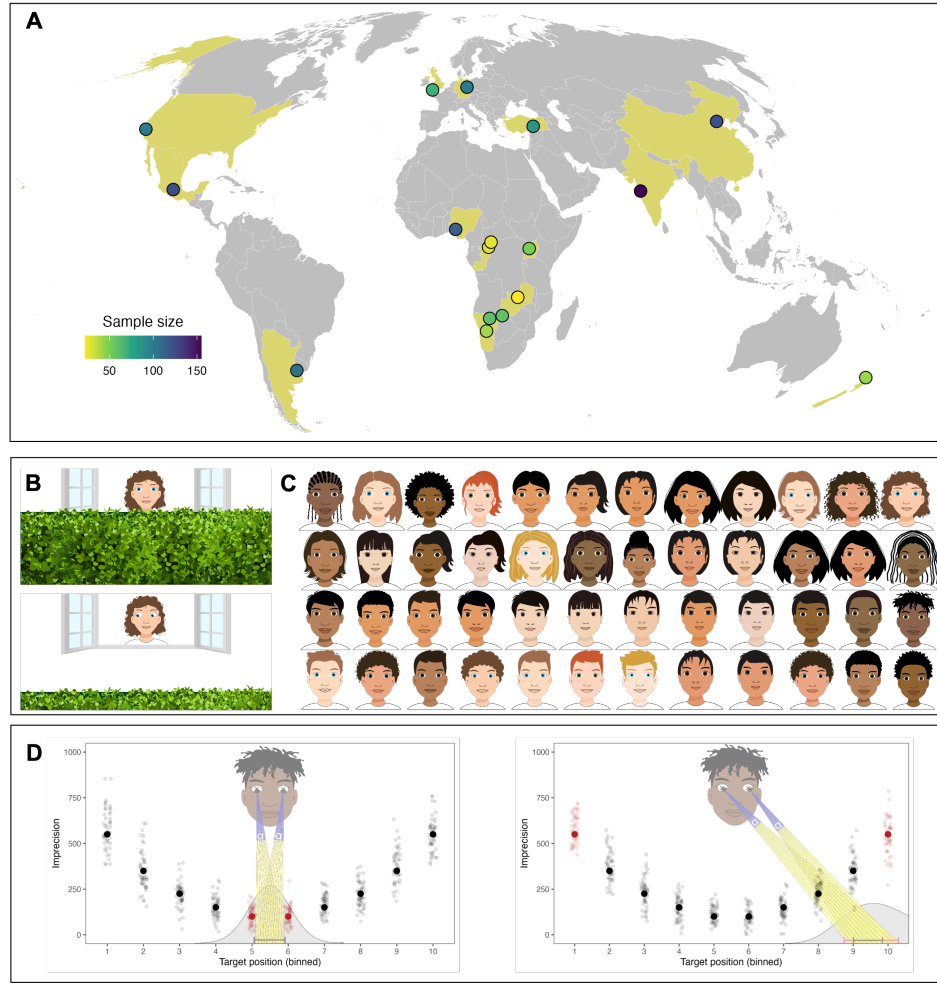 A
Sample size
50 100 150
B
C
D
1000
750
500
250
0
Imprecision
1 2 3 4 5 6 7 8 9 10
Target position (binned)
α α
1000
750
500
250
0
Imprecision
1 2 3 4 5 6 7 8 9 10
Target position (binned)
α α